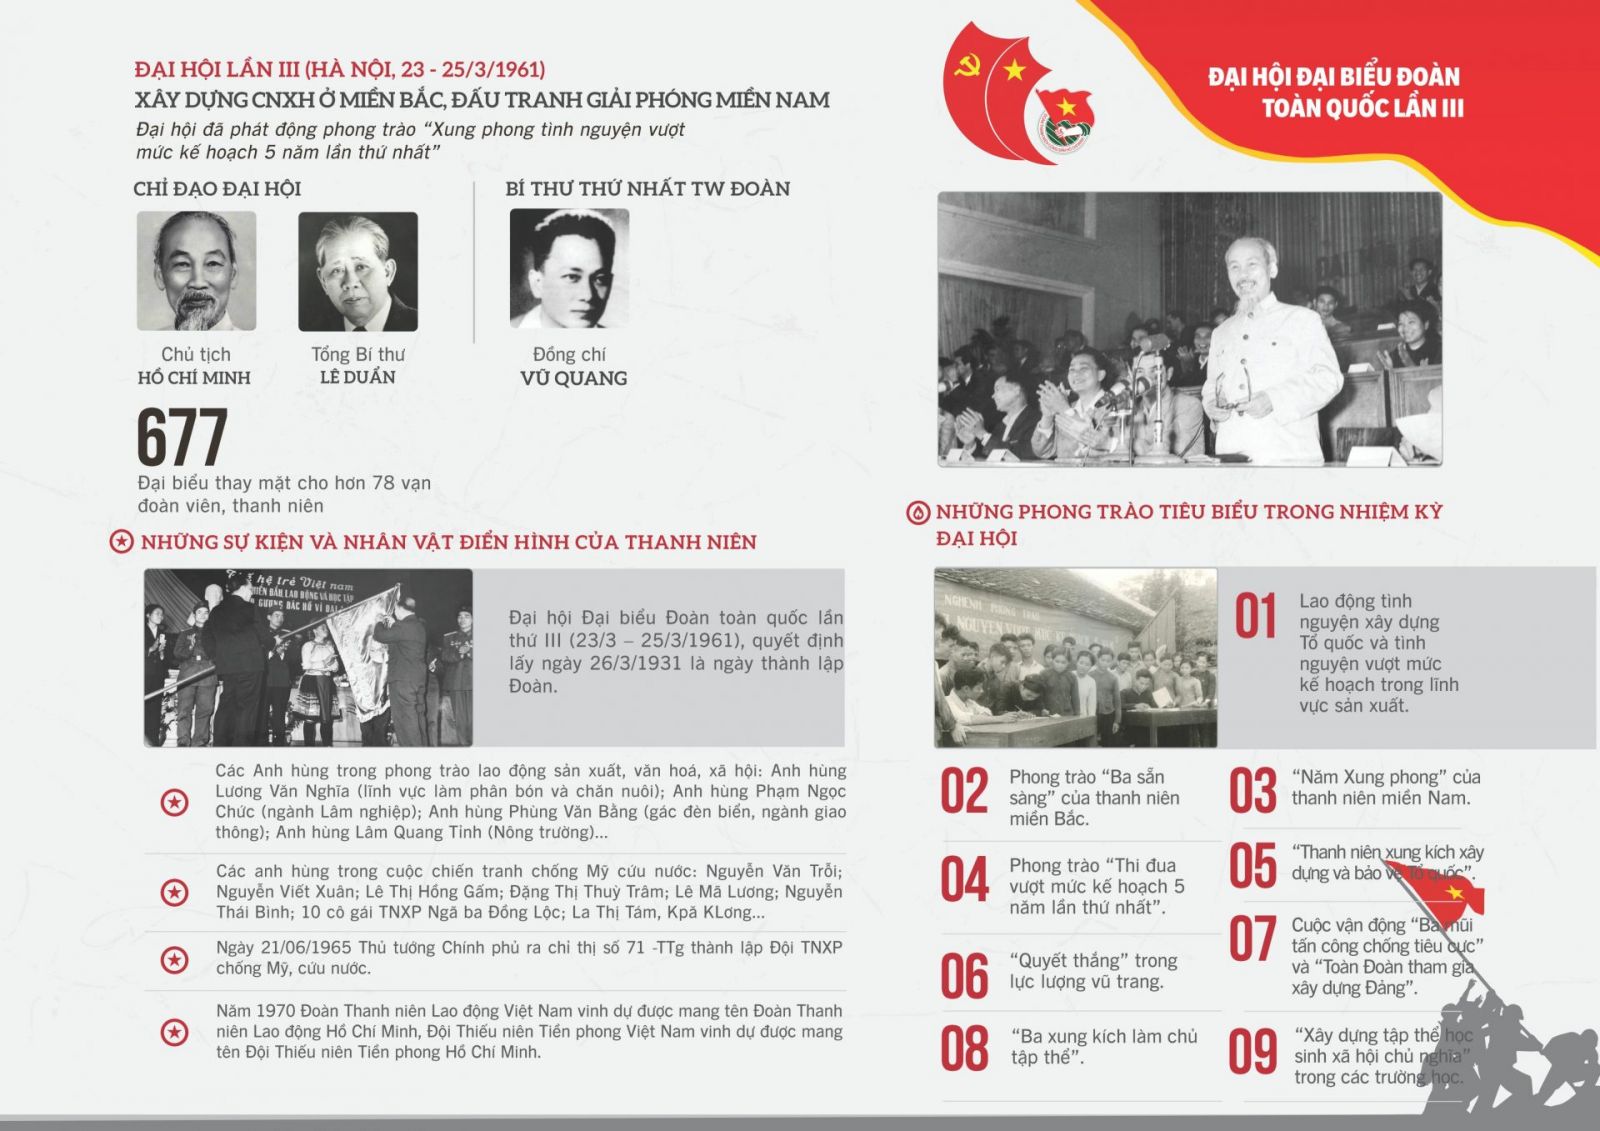 ĐẠI HỘI LẦN III (HÀ NỘI, 23 - 25/3/1961)
XÂY DỰNG CNXH Ở MIỀN BẮC, ĐẤU TRANH GIẢI PHÓNG MIỀN NAM
Đại hội đã phát động phong trào “Xung phong tình nguyện vượt
mức kế hoạch 5 năm lần thứ nhất”
CHỈ ĐẠO ĐẠI HỘI
Chủ tịch
HỒ CHÍ MINH
Tổng Bí thư
LÊ DUẨN
BÍ THƯ THỨ NHẤT TW ĐOÀN
Đồng chí
VŨ QUANG
677
Đại biểu thay mặt cho hơn 78 vạn
đoàn viên, thanh niên
NHỮNG SỰ KIỆN VÀ NHÂN VẬT ĐIỂN HÌNH CỦA THANH NIÊN
hệ trẻ Việt nam
GƯƠNG BÁC HỒ VĨ ĐẠI
Đại hội Đại biểu Đoàn toàn quốc lần
thứ III (23/3 – 25/3/1961), quyết định
lấy ngày 26/3/1931 là ngày thành lập
Đoàn.
Các Anh hùng trong phong trào lao động sản xuất, văn hoá, xã hội: Anh hùng
Lương Văn Nghĩa (lĩnh vực làm phân bón và chăn nuôi); Anh hùng Phạm Ngọc
Chức (ngành Lâm nghiệp); Anh hùng Phùng Văn Bằng (gác đèn biển, ngành giao
thông); Anh hùng Lâm Quang Tỉnh (Nông trường)...
Các anh hùng trong cuộc chiến tranh chống Mỹ cứu nước: Nguyễn Văn Trỗi;
Nguyễn Viết Xuân; Lê Thị Hồng Gấm; Đặng Thị Thuỳ Trâm; Lê Mã Lương; Nguyễn
Thái Bình; 10 cô gái TNXP Ngã ba Đồng Lộc; La Thị Tám, Kpă KLơng...
Ngày 21/06/1965 Thủ tướng Chính phủ ra chỉ thị số 71 -TTg thành lập Đội TNXP
chống Mỹ, cứu nước.
Năm 1970 Đoàn Thanh niên Lao động Việt Nam vinh dự được mang tên Đoàn Thanh
niên Lao động Hồ Chí Minh, Đội Thiếu niên Tiền phong Việt Nam vinh dự được mang
tên Đội Thiếu niên Tiền phong Hồ Chí Minh.
ĐẠI HỘI ĐẠI BIỂU ĐOÀN
TOÀN QUỐC LẦN III
NHỮNG PHONG TRÀO TIÊU BIỂU TRONG NHIỆM KỲ
ĐẠI HỘI
NGHÊNH PHONG TRÀO
NGUYỆN VƯỢT MỨC KẾ
01
Lao động tình
nguyện xây dựng
Tổ quốc và tình
nguyện vượt mức
kế hoạch trong lĩnh
vực sản xuất.
02
Phong trào “Ba sẵn
sàng” của thanh niên
miền Bắc.
03
“Năm Xung phong” của
thanh niên miền Nam.
04
Phong trào “Thi đua
vượt mức kế hoạch 5
năm lần thứ nhất”.
05
“Thanh niên xung kích xây
dựng và bảo vệ Tổ quốc”.
06
“Quyết thắng” trong
lực lượng vũ trang.
07
Cuộc vận động “Ba mũi
tấn công chống tiêu cực”
và “Toàn Đoàn tham gia
xây dựng Đảng”.
08
“Ba xung kích làm chủ
tập thể”.
09
“Xây dựng tập thể học
sinh xã hội chủ nghĩa”
trong các trường học.